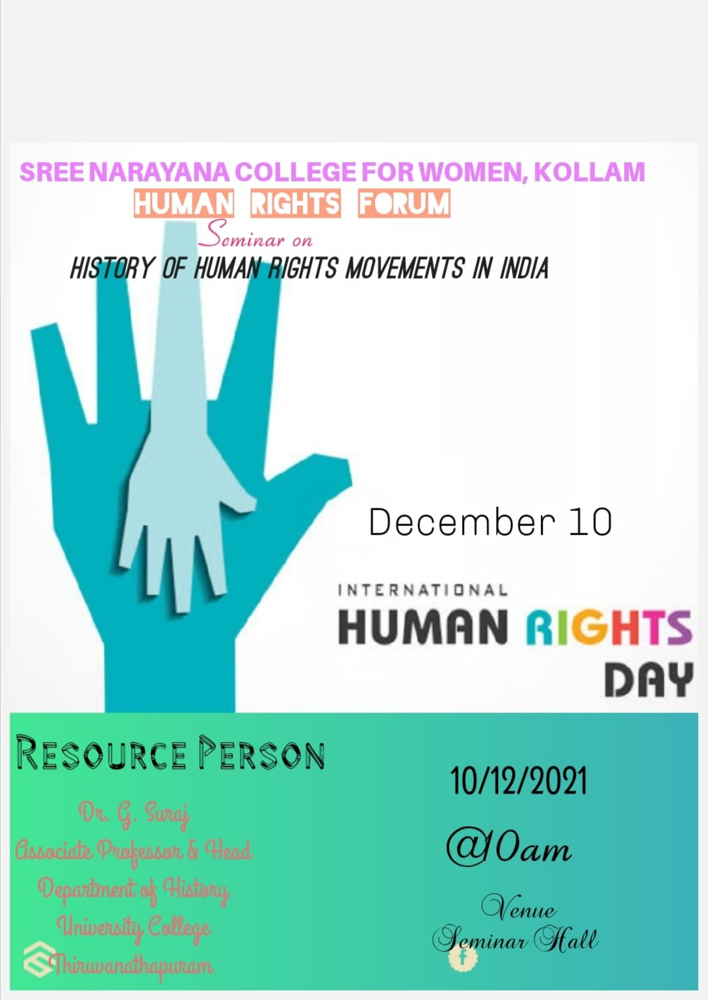 SREE NARAYANA COLLEGE FOR WOMEN, KOLLAM
HUMAN RIGHTS FORUM
Seminar on
HISTORY OF HUMAN RIGHTS MOVEMENTS IN INDIA
December 10
INTERNATIONAL
HUMAN RIGHTS
DAY
RESOURCE PERSON
Dr. G. Suraj
Associate Professor & Head
Department of History
University College
Thiruvanathapuram
10/12/2021
@10am
Venue
Seminar Hall
f